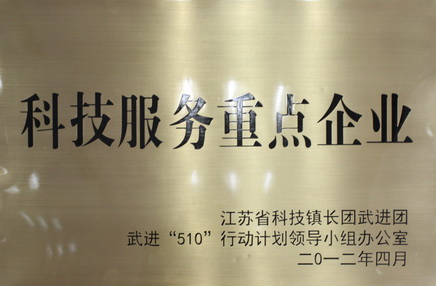 科技服务重点企业
江苏省科技镇长团武进团
武进“510”行动计划领导小组办公室
二0一二年四月